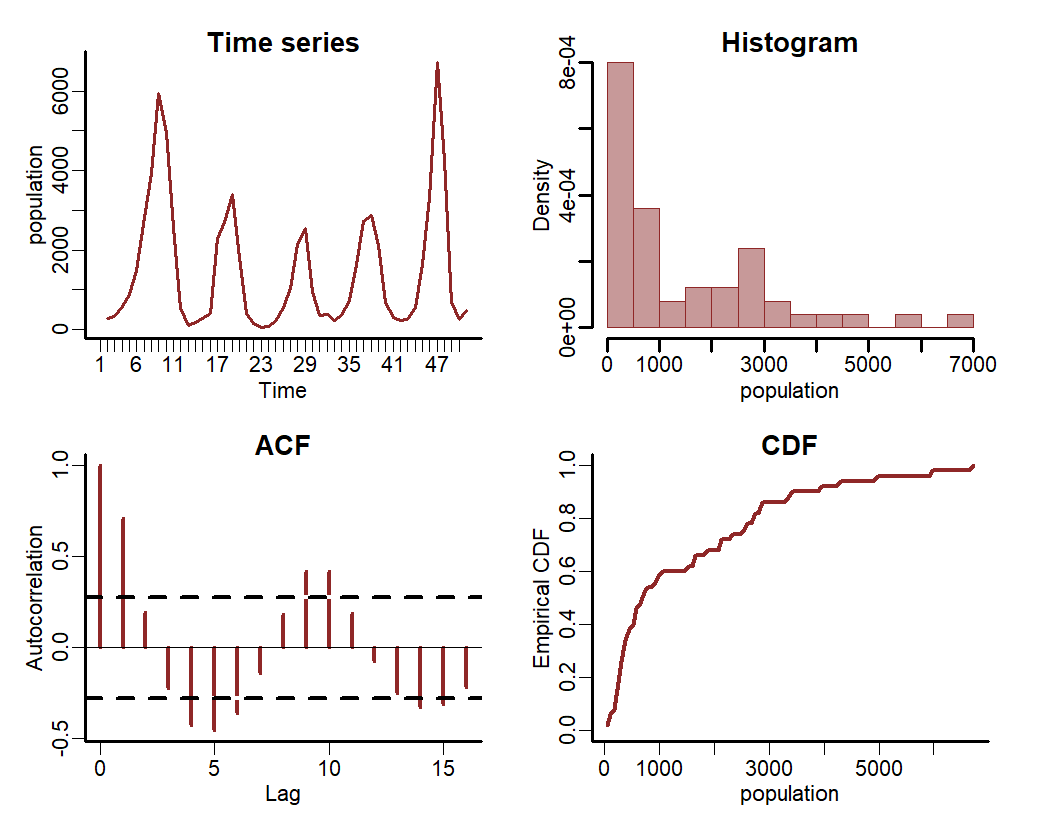 Time series
population
0
2000
4000
6000
1 6 11 17 23 29 35 41 47
Time
Histogram
Density
0e+00
4e-04
8e-04
0 1000 3000 5000 7000
population
ACF
Autocorrelation
-0.5
0.0
0.5
1.0
0 5 10 15
Lag
CDF
Empirical CDF
0.0
0.2
0.4
0.6
0.8
1.0
0 1000 3000 5000
population